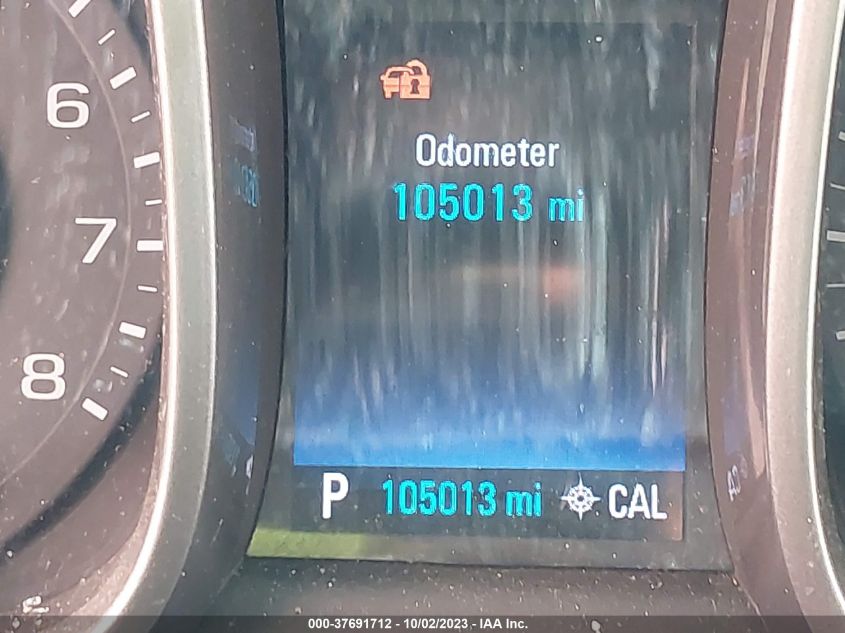 6
7
8
Odometer
105013 mi
P 105013 mi CAL
000-37691712 - 10/02/2023 - IAA Inc.